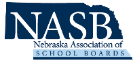 NASB
Nebraska Association of
SCHOOL BOARDS